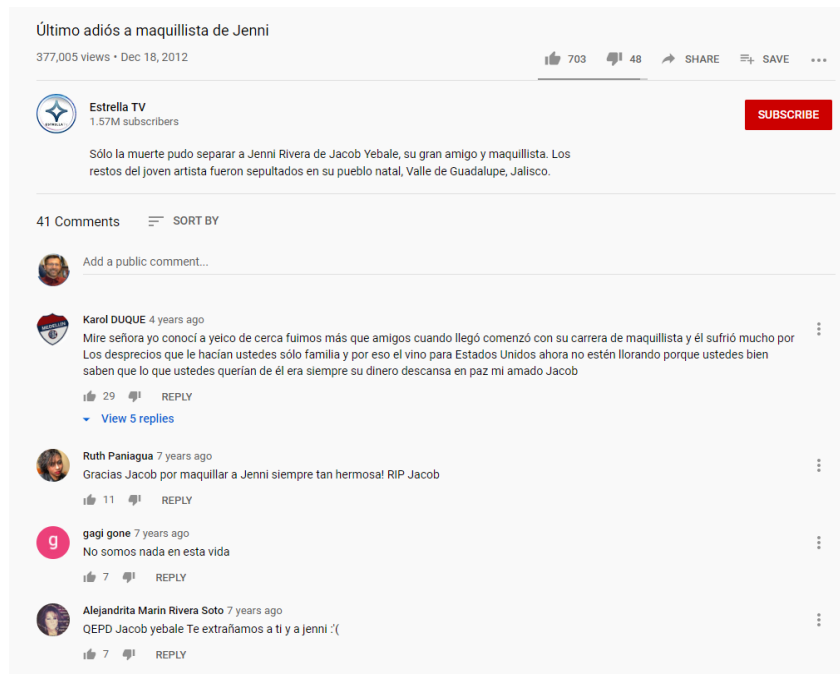 Último adiós a maquillista de Jenni
377,005 views • Dec 18, 2012
703 48 SHARE SAVE
Estrella TV
1.57M subscribers
SUBSCRIBE
Sólo la muerte pudo separar a Jenni Rivera de Jacob Yebale, su gran amigo y maquillista. Los
restos del joven artista fueron sepultados en su pueblo natal, Valle de Guadalupe, Jalisco.
41 Comments SORT BY
Add a public comment...
Karol DUQUE 4 years ago
Mire señora yo conocí a yeico de cerca fuimos más que amigos cuando llegó comenzó con su carrera de maquillista y él sufrió mucho por
Los desprecios que le hacían ustedes sólo familia y por eso el vino para Estados Unidos ahora no estén llorando porque ustedes bien
saben que lo que ustedes querían de él era siempre su dinero descansa en paz mi amado Jacob
29 REPLY
View 5 replies
Ruth Paniagua 7 years ago
Gracias Jacob por maquillar a Jenni siempre tan hermosa! RIP Jacob
11 REPLY
g
gagi gone 7 years ago
No somos nada en esta vida
7 REPLY
Alejandrita Marin Rivera Soto 7 years ago
QEPD Jacob yebale Te extrañamos a ti y a jenni :'(
7 REPLY